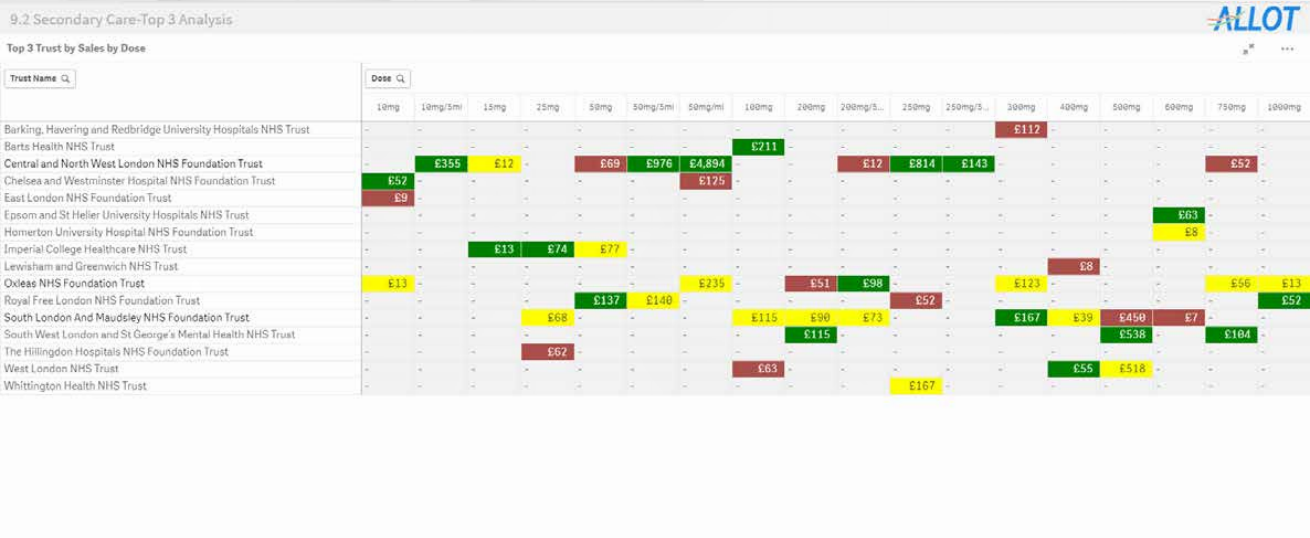 9.2 Secondary Care-Top 3 Analysis
ALLOT
Top 3 Trust by Sales by Dose
Trust Name Dose
10mg 10mg/5ml 15mg 25mg 50mg 50mg/5ml 50mg/ml 100mg 200mg 200mg/5... 250mg 250mg/5... 300mg 400mg 500mg 600mg 750mg 1000mg
Barking, Havering and Redbridge University Hospitals NHS Trust - - - - - - - - - - - - £112 - - - - -
Barts Health NHS Trust - - - - - - - £211 - - - - - - - - - -
Central and North West London NHS Foundation Trust - £355 £12 - £69 £976 £4,894 - - £12 £814 £143 - - - - £52 -
Chelsea and Westminster Hospital NHS Foundation Trust £52 - - - - - £125 - - - - - - - - - - -
East London NHS Foundation Trust £9 - - - - - - - - - - - - - - - - -
Epsom and St Helier University Hospitals NHS Trust - - - - - - - - - - - - - - - £63 - -
Homerton University Hospital NHS Foundation Trust - - - - - - - - - - - - - - - £8 - -
Imperial College Healthcare NHS Trust - - £13 £74 £77 - - - - - - - - - - - - -
Lewisham and Greenwich NHS Trust - - - - - - - - - - - - - £8 - - - -
Oxleas NHS Foundation Trust £13 - - - - - £235 - £51 £98 - - £123 - - - £56 £13
Royal Free London NHS Foundation Trust - - - - £137 £140 - - - - £52 - - - - - - £52
South London And Maudsley NHS Foundation Trust - - - £68 - - - £115 £90 £73 - - £167 £39 £450 £7 - -
South West London and St George's Mental Health NHS Trust - - - - - - - - £115 - - - - - £538 - £104 -
The Hillingdon Hospitals NHS Foundation Trust - - - £62 - - - - - - - - - - - - - -
West London NHS Trust - - - - - - - £63 - - - - - £55 £518 - - -
Whittington Health NHS Trust - - - - - - - - - - £167 - - - - - - -